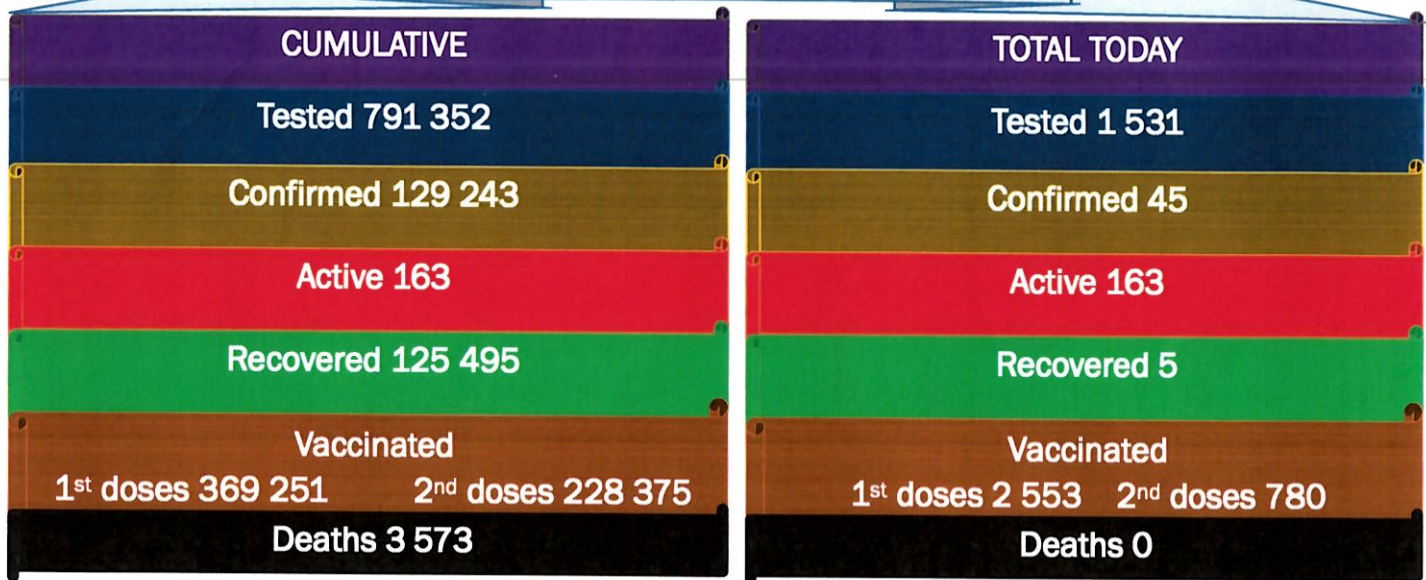 CUMULATIVE
Tested 791 352
Confirmed 129 243
Active 163
Recovered 125 495
Vaccinated
1st doses 369 251 2nd doses 228 375
Deaths 3 573
TOTAL TODAY
Tested 1 531
Confirmed 45
Active 163
Recovered 5
Vaccinated
1st doses 2 553 2nd doses 780
Deaths 0